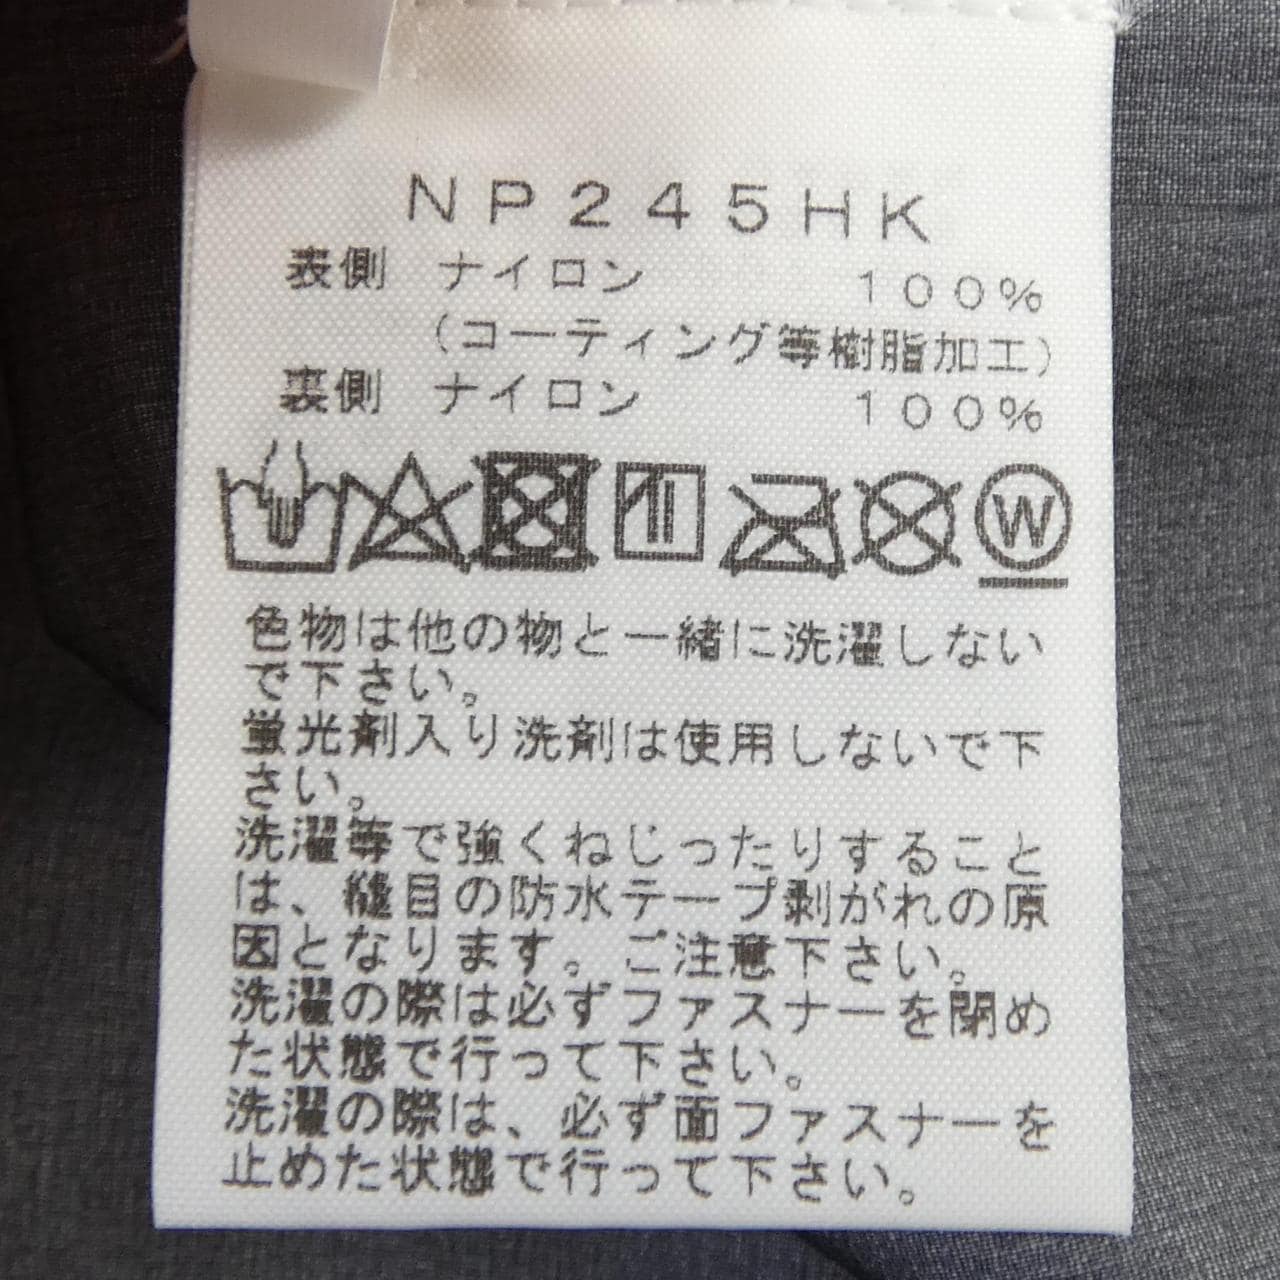 NP245HK
表側 ナイロン 100%
(コーティング等樹脂加工)
裏側 ナイロン 100%
W
色物は他の物と一緒に洗濯しない
で下さい。
蛍光剤入り洗剤は使用しないで下
さい。
洗濯等で強くねじったりすること
は、縫目の防水テープ剥がれの原
因となります。ご注意下さい。
洗濯の際は必ずファスナーを閉め
た状態で行って下さい。
洗濯の際は、必ず面ファスナーを
止めた状態で行って下さい。